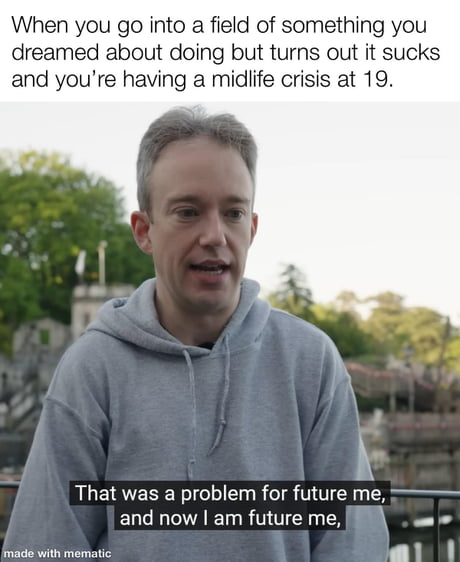 When you go into a field of something you
dreamed about doing but turns out it sucks
and you’re having a midlife crisis at 19.
That was a problem for future me,
and now I am future me,
made with mematic